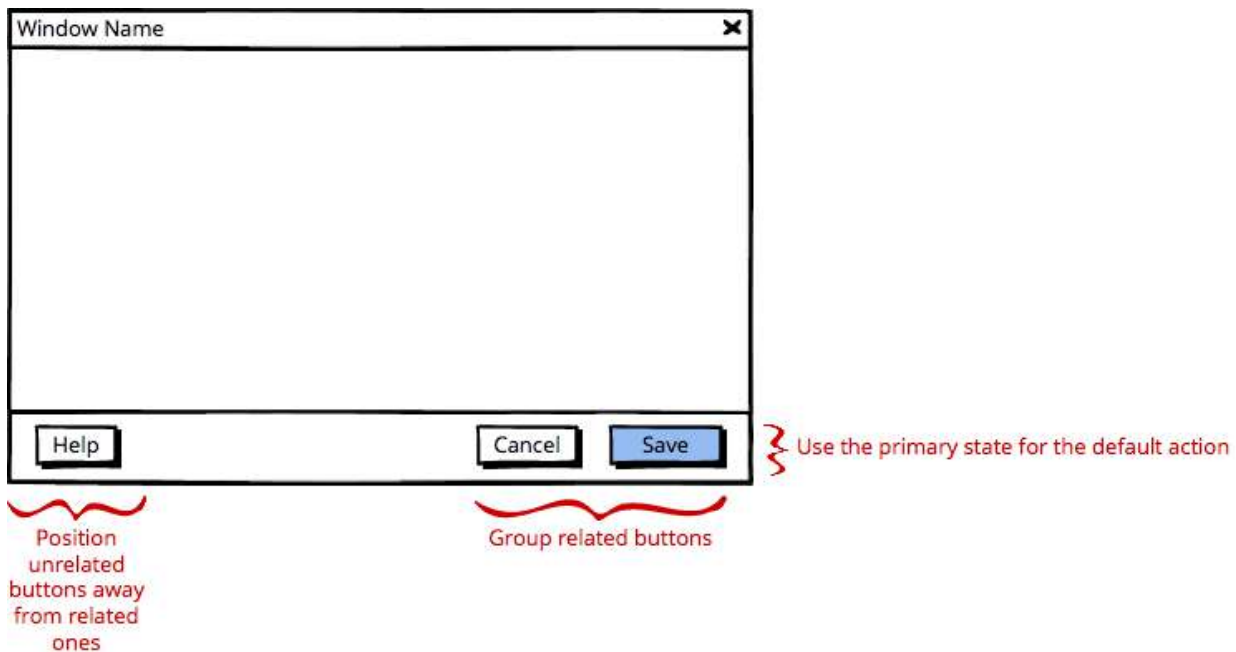 Window Name
Help
Cancel
Save
Use the primary state for the default action
Position
unrelated
buttons away
from related
ones
Group related buttons